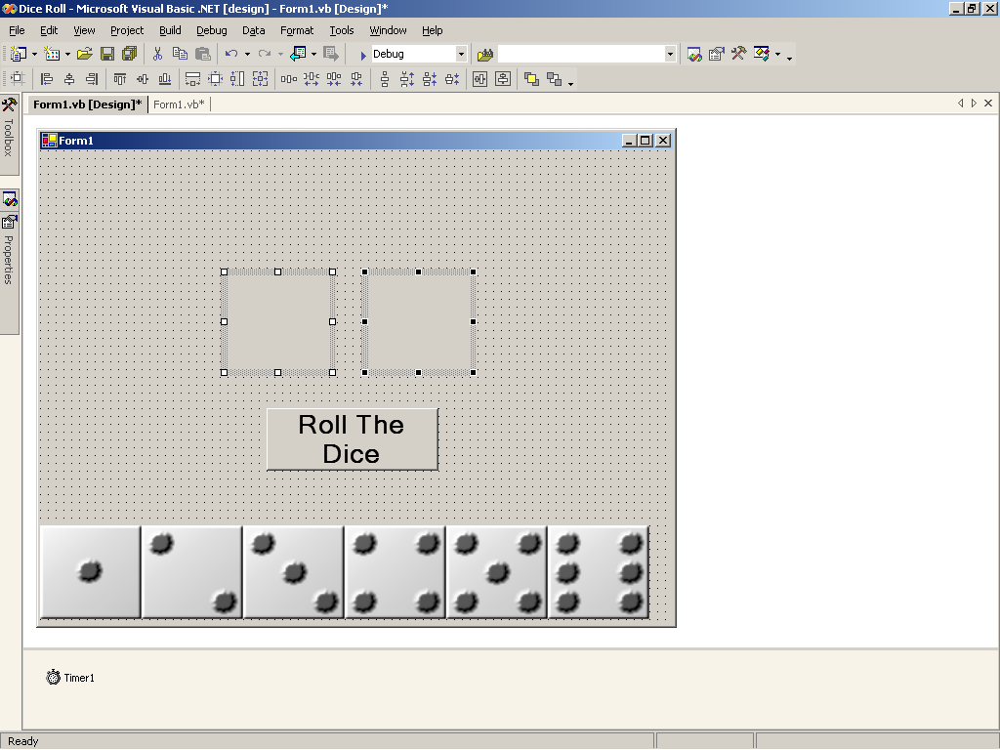 Dice Roll - Microsoft Visual Basic .NET [design] - Form1.vb [Design]*
File Edit View Project Build Debug Data Format Tools Window Help
Debug
Form1.vb [Design]* Form1.vb*
Toolbox
Properties
Form1
Roll The
Dice
Timer1
Ready